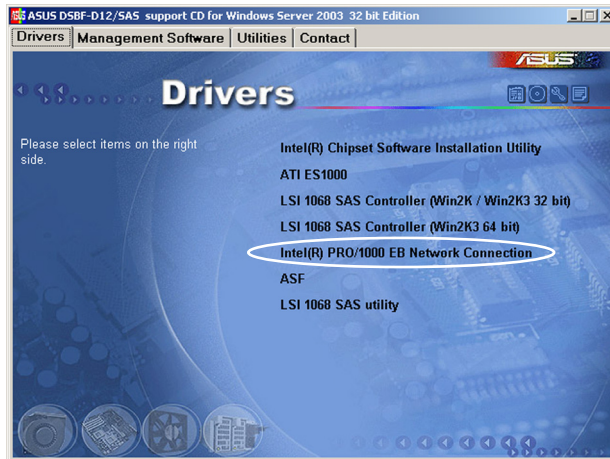 ASUS DSBF-D12/SAS support CD for Windows Server 2003 32 bit Edition
Drivers Management Software Utilities Contact
ASUS
Drivers
Please select items on the right
side.
Intel(R) Chipset Software Installation Utility
ATI ES1000
LSI 1068 SAS Controller (Win2K / Win2K3 32 bit)
LSI 1068 SAS Controller (Win2K3 64 bit)
Intel(R) PRO/1000 EB Network Connection
ASF
LSI 1068 SAS utility